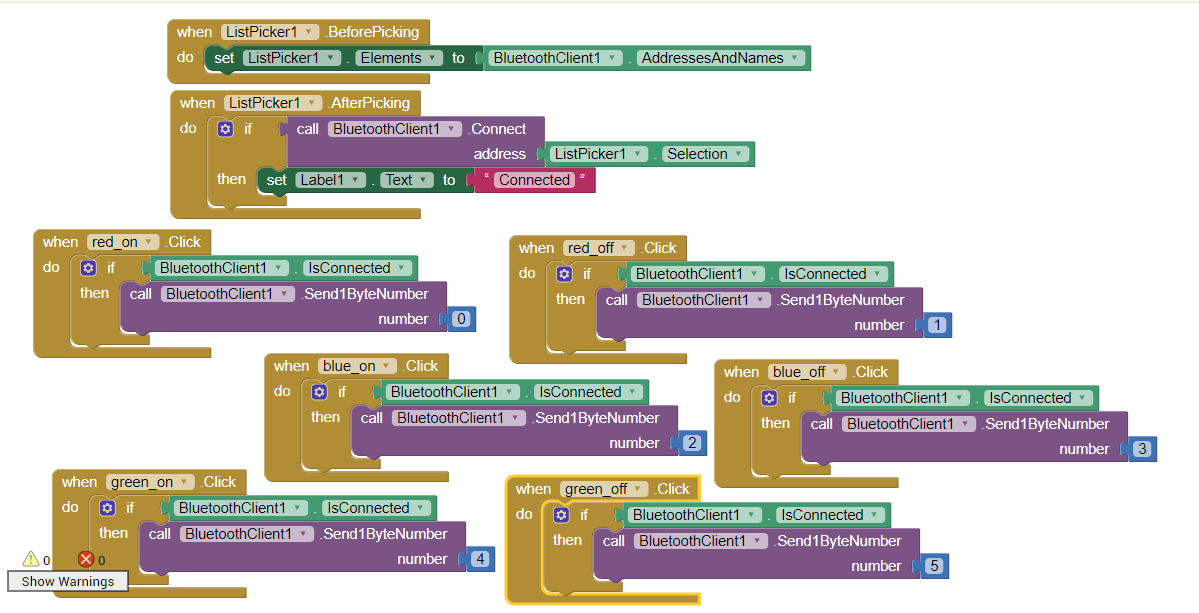 when ListPicker1 .BeforePicking
do set ListPicker1 . Elements to BluetoothClient1 . AddressesAndNames
when ListPicker1 .AfterPicking
do if call BluetoothClient1 .Connect
address ListPicker1 . Selection
then set Label1 . Text to " Connected "
when red_on .Click
do if BluetoothClient1 . IsConnected
then call BluetoothClient1 .Send1ByteNumber
number 0
when red_off .Click
do if BluetoothClient1 . IsConnected
then call BluetoothClient1 .Send1ByteNumber
number 1
when blue_on .Click
do if BluetoothClient1 . IsConnected
then call BluetoothClient1 .Send1ByteNumber
number 2
when blue_off .Click
do if BluetoothClient1 . IsConnected
then call BluetoothClient1 .Send1ByteNumber
number 3
when green_on .Click
do if BluetoothClient1 . IsConnected
then call BluetoothClient1 .Send1ByteNumber
number 4
when green_off .Click
do if BluetoothClient1 . IsConnected
then call BluetoothClient1 .Send1ByteNumber
number 5
0 0
Show Warnings